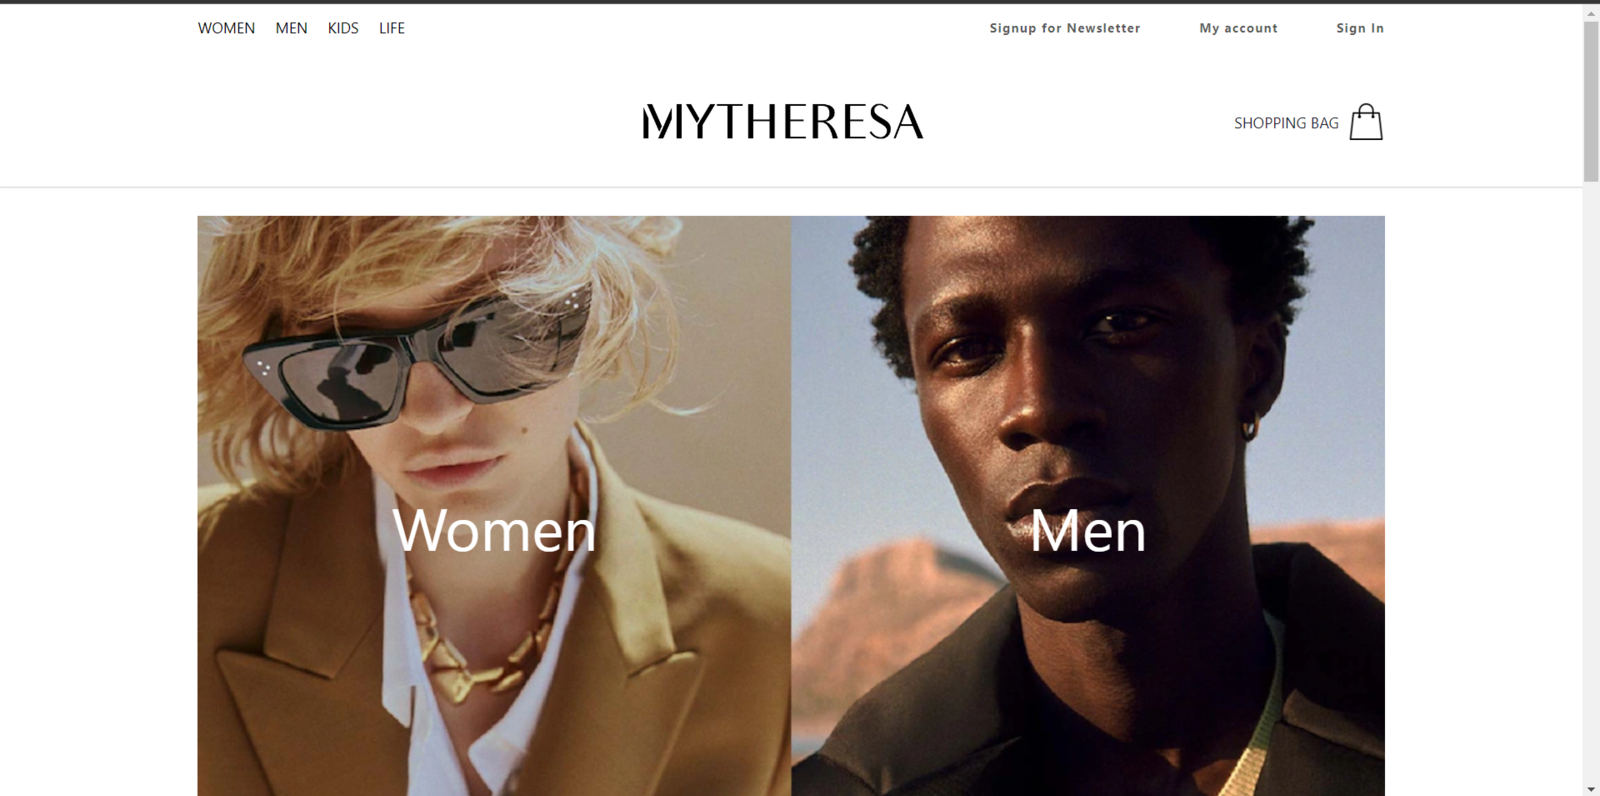 WOMEN MEN KIDS LIFE Signup for Newsletter My account Sign In
MYTHERESA SHOPPING BAG
Women Men